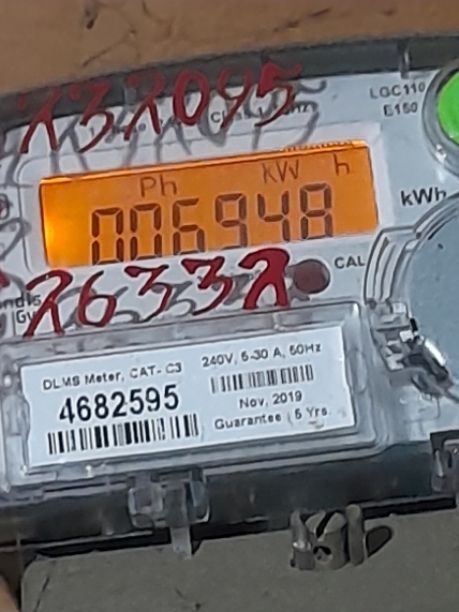 232095
LGC110
E150
Ph kW h
006948
kWh
CAL
26332
DLMS Meter, CAT- C3
240V, 5-30 A, 50Hz
4682595
Nov, 2019
Guarantee : 5 Yrs